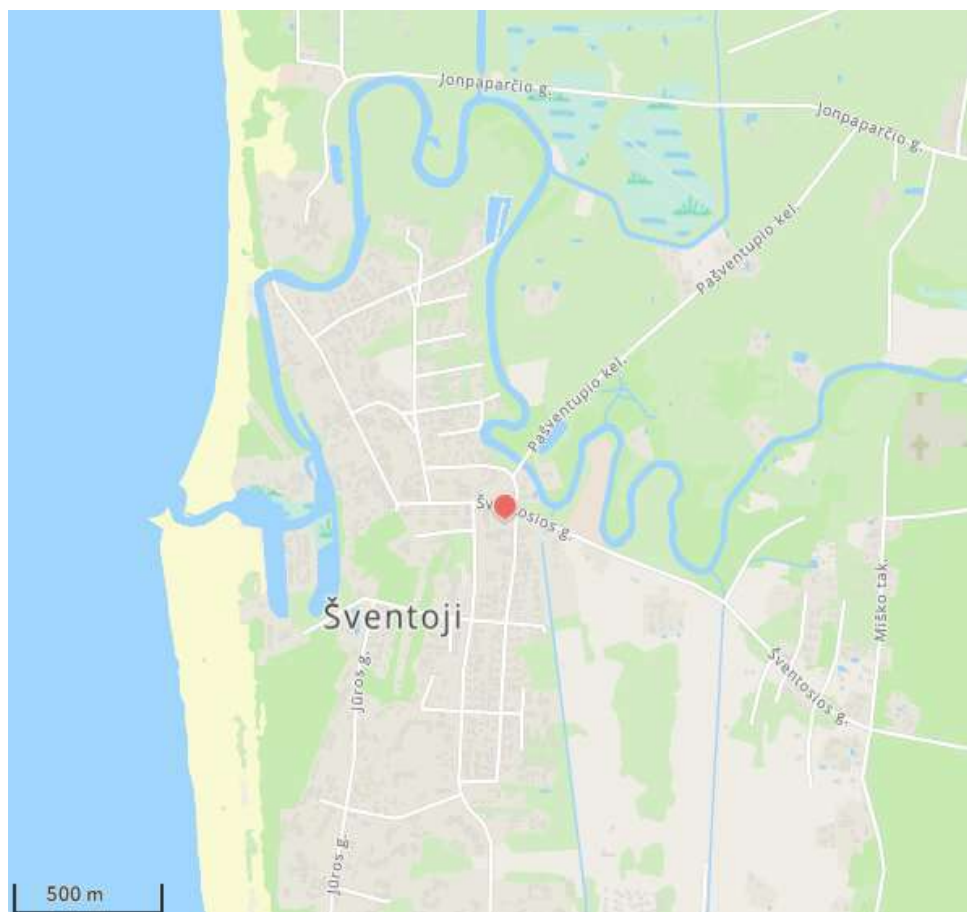 Jonpaparčio g.
Jonpaparčio g.
Pašventupio kel.
Pašventupio kel.
Šventosios g.
Šventoji
Miško tak.
Jūros g.
Šventosios g.
Jūros g.
500 m